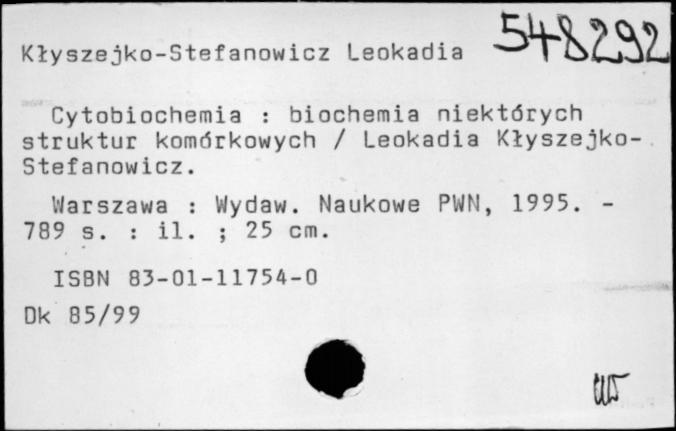 548292
Kłyszejko-Stefanowicz Leokadia
Cytobiochemia : biochemia niektórych
struktur komórkowych / Leokadia Kłyszejko-
Stefanowicz.
Warszawa : Wydaw. Naukowe PWN, 1995. -
789 s. : il. ; 25 cm.
ISBN 83-01-11754-0
Dk 85/99